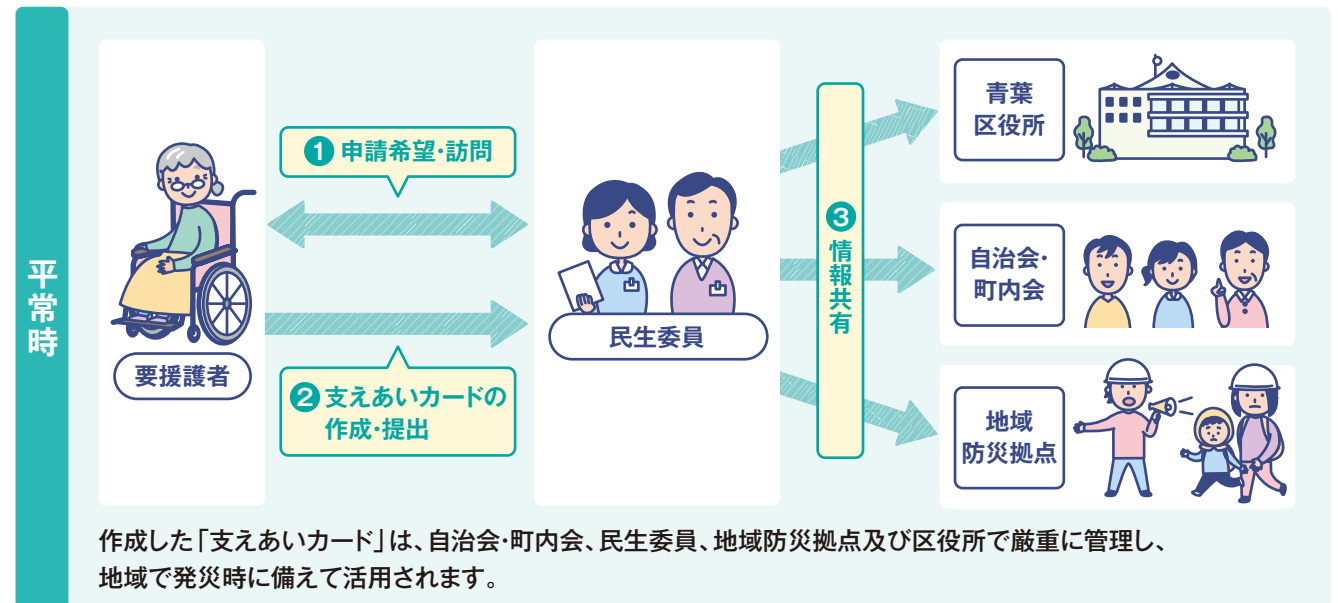 平常時
要援護者
❶申請希望・訪問
❷支えあいカードの
作成・提出
民生委員
❸情報共有
青葉
区役所
自治会・
町内会
地域
防災拠点
作成した「支えあいカード」は、自治会・町内会、民生委員、地域防災拠点及び区役所で厳重に管理し、
地域で発災時に備えて活用されます。